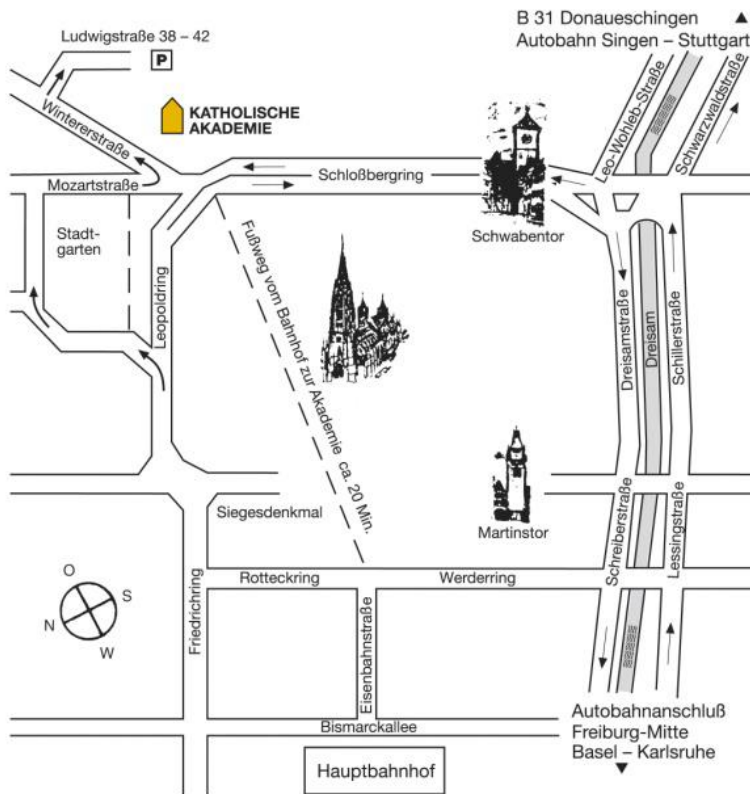 B 31 Donaueschingen ▲
Autobahn Singen – Stuttgart
Ludwigstraße 38 – 42
P
KATHOLISCHE
AKADEMIE
Wintererstraße
Mozartstraße
Schloßbergring
Leo-Wohleb-Straße
Schwarzwaldstraße
Schwabentor
Stadt-
garten
Leopoldring
Fußweg vom Bahnhof zur Akademie ca. 20 Min.
Dreisamstraße
Dreisam
Schillerstraße
Siegesdenkmal
Martinstor
Schreiberstraße
Lessingstraße
Rotteckring
Werderring
O
S
N
W
Friedrichring
Eisenbahnstraße
Bismarckallee
Hauptbahnhof
Autobahnanschluß
Freiburg-Mitte
Basel – Karlsruhe
▼